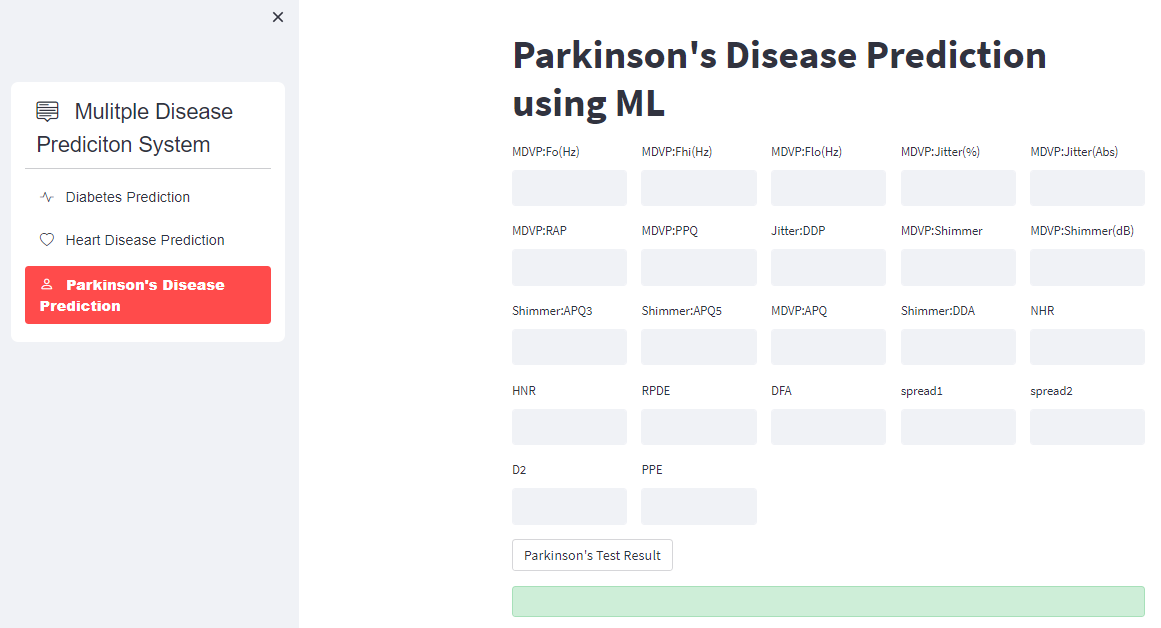 Mulitple Disease
Prediciton System
Diabetes Prediction
Heart Disease Prediction
Parkinson's Disease
Prediction
Parkinson's Disease Prediction
using ML
MDVP:Fo(Hz) MDVP:Fhi(Hz) MDVP:Flo(Hz) MDVP:Jitter(%) MDVP:Jitter(Abs)
MDVP:RAP MDVP:PPQ Jitter:DDP MDVP:Shimmer MDVP:Shimmer(dB)
Shimmer:APQ3 Shimmer:APQ5 MDVP:APQ Shimmer:DDA NHR
HNR RPDE DFA spread1 spread2
D2 PPE
Parkinson's Test Result